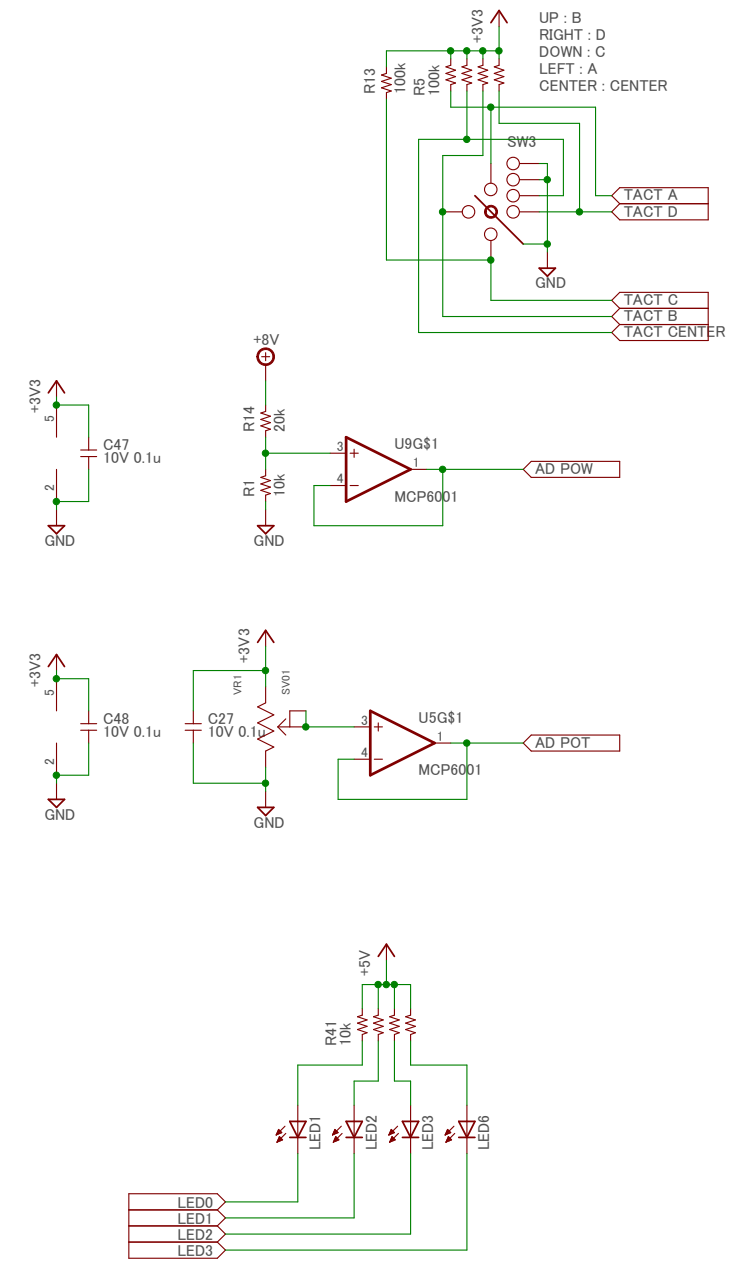 UP : B
RIGHT : D
DOWN : C
LEFT : A
CENTER : CENTER
+3V3
R13
100k
R5
100k
SW3
TACT A
TACT D
GND
TACT C
TACT B
TACT CENTER
+8V
+3V3
5
C47
10V 0.1u
2
GND
R14
20k
R1
10k
GND
3
4
1
U9G$1
MCP6001
AD POW
+3V3
5
C48
10V 0.1u
2
GND
+3V3
VR1
SV01
C27
10V 0.1u
GND
3
4
1
U5G$1
MCP6001
AD POT
+5V
R41
10k
LED1
LED2
LED3
LED6
LED0
LED1
LED2
LED3